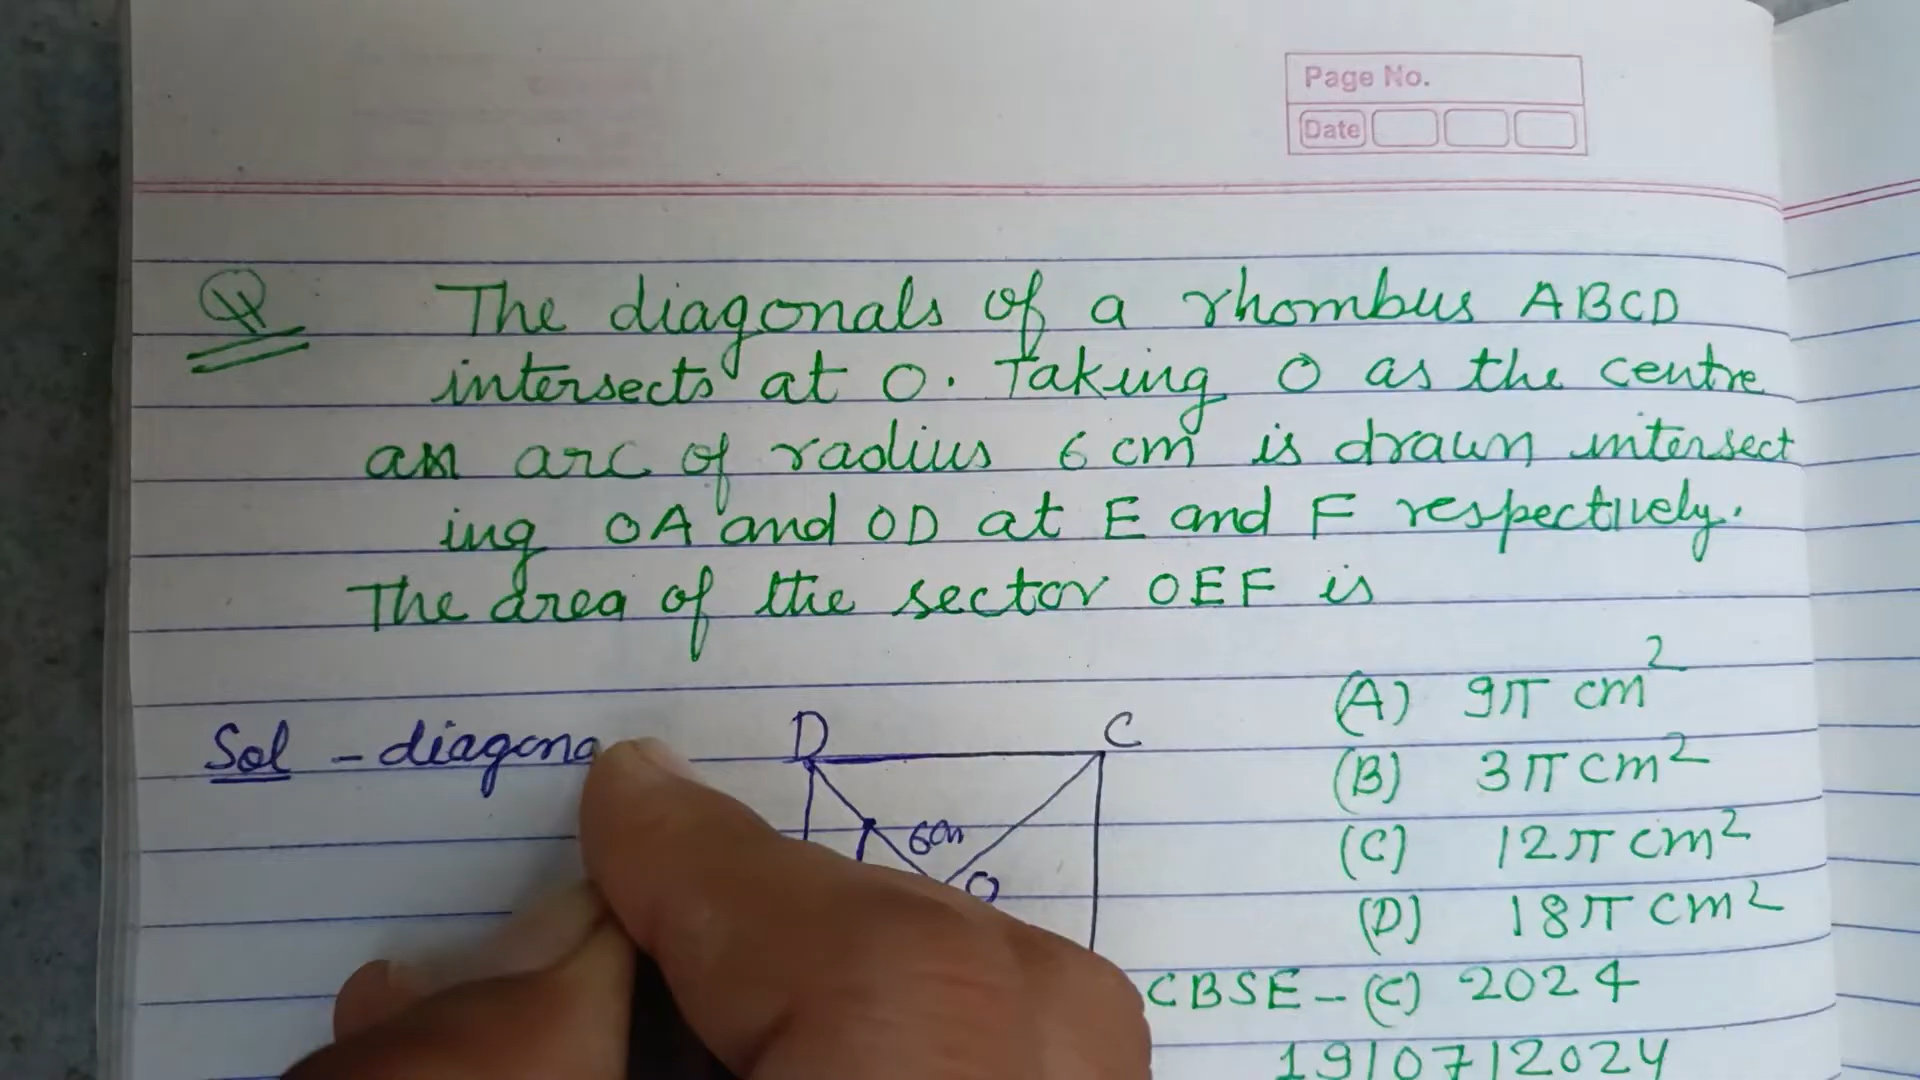 Page No.
Date
Q The diagonals of a rhombus ABCD
intersects at O. Taking O as the centre
an arc of radius 6 cm is drawn intersect
ing OA and OD at E and F respectively.
The area of the sector OEF is
(A) 9π cm²
Sol - diagona
D C
(B) 3π cm²
6cm
(C) 12π cm²
O
(D) 18π cm²
CBSE - (C) 2024
19/07/2024